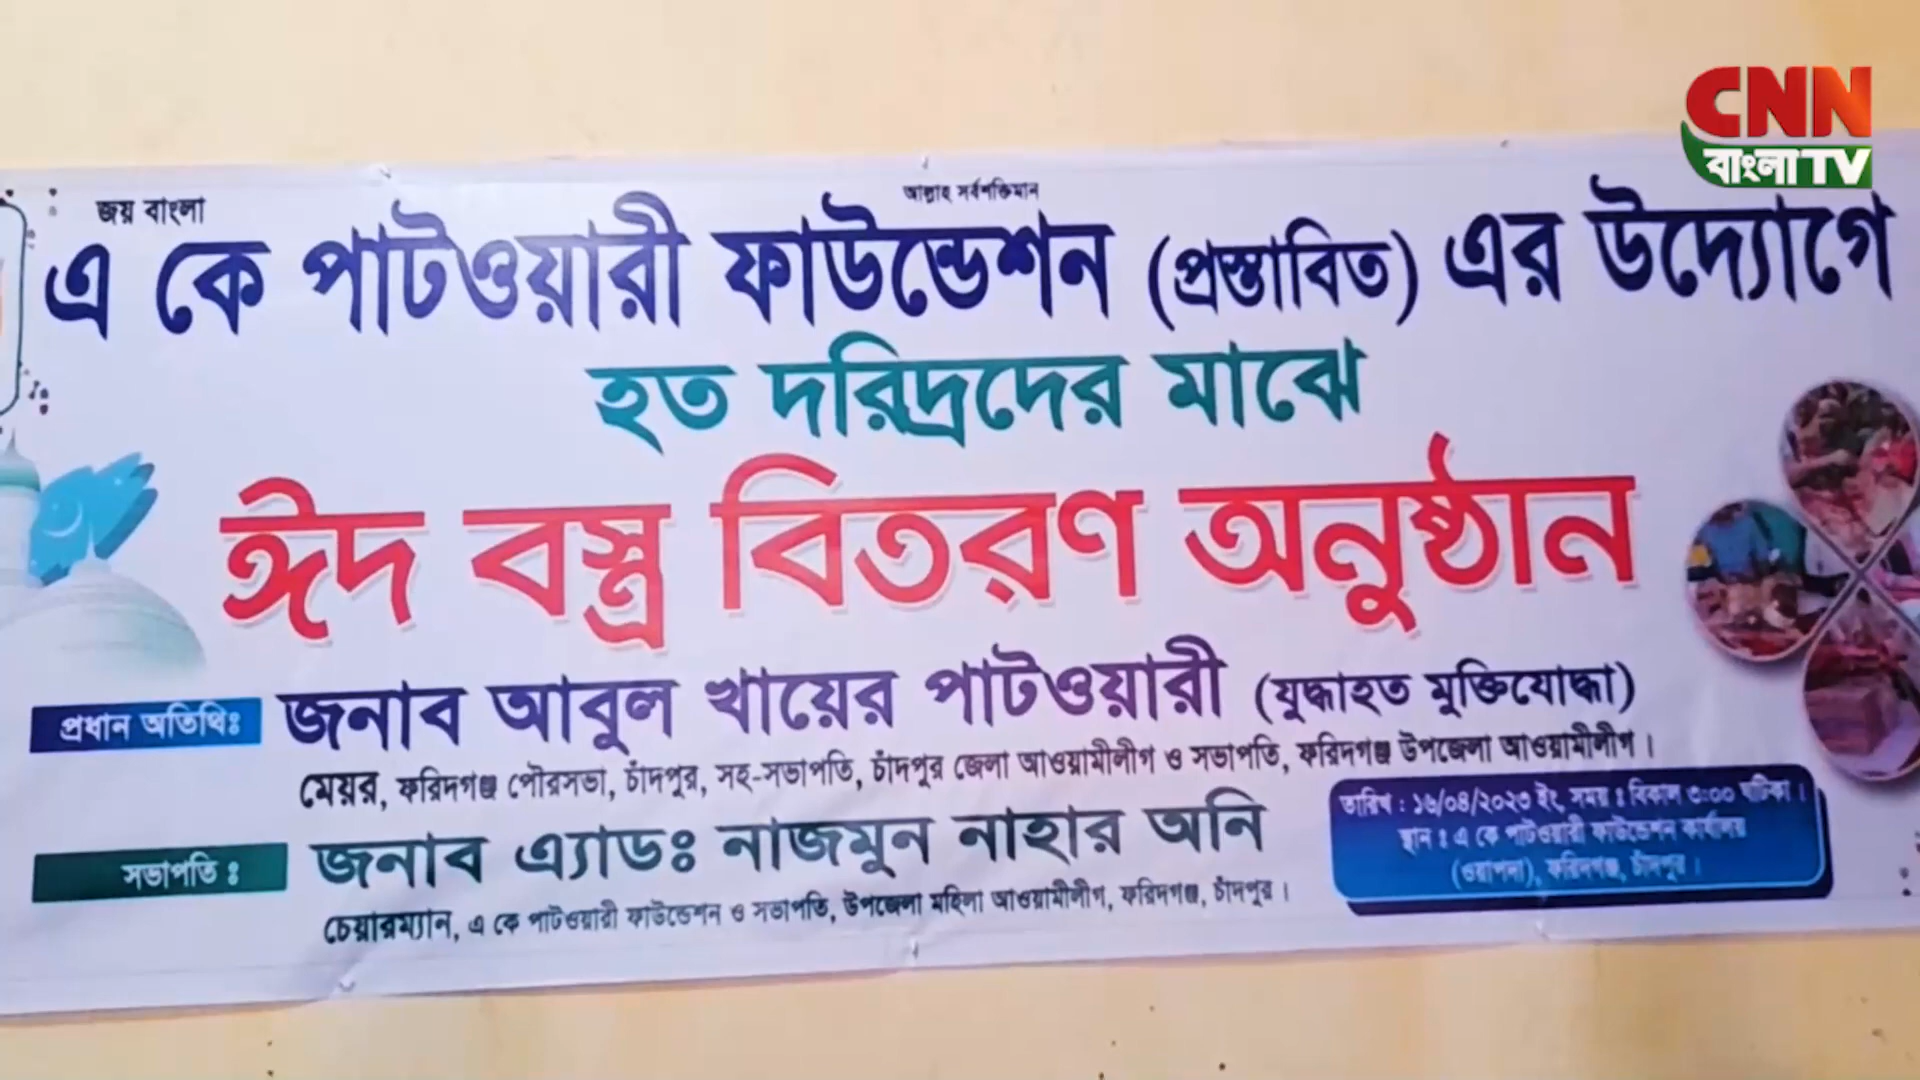 CNN
বাংলা TV
জয় বাংলা
আল্লাহ সর্বশক্তিমান
এ কে পাটওয়ারী ফাউন্ডেশন (প্রস্তাবিত) এর উদ্যোগে
হত দরিদ্রদের মাঝে
ঈদ বস্ত্র বিতরণ অনুষ্ঠান
প্রধান অতিথিঃ জনাব আবুল খায়ের পাটওয়ারী (যুদ্ধাহত মুক্তিযোদ্ধা)
মেয়র, ফরিদগঞ্জ পৌরসভা, চাঁদপুর, সহ-সভাপতি, চাঁদপুর জেলা আওয়ামীলীগ ও সভাপতি, ফরিদগঞ্জ উপজেলা আওয়ামীলীগ।
সভাপতি : জনাব এ্যাডঃ নাজমুন নাহার অনি
চেয়ারম্যান, এ কে পাটওয়ারী ফাউন্ডেশন ও সভাপতি, উপজেলা মহিলা আওয়ামীলীগ, ফরিদগঞ্জ, চাঁদপুর।
তারিখ : ১৬/০৪/২০২৩ ইং, সময় : বিকাল ৩:০০ ঘটিকা।
স্থান : এ কে পাটওয়ারী ফাউন্ডেশন কার্যালয়
(ওয়াপদা), ফরিদগঞ্জ, চাঁদপুর।